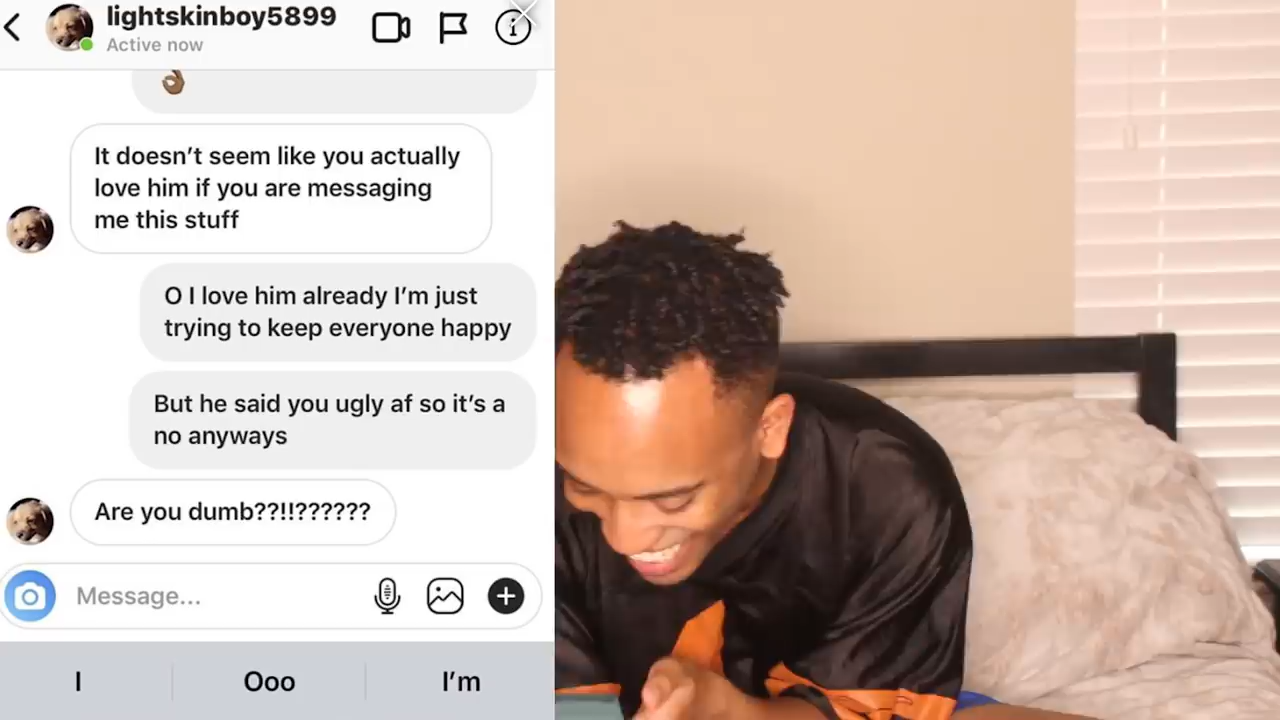 lightskinboy5899
Active now
👌🏾
It doesn't seem like you actually
love him if you are messaging
me this stuff
O I love him already I'm just
trying to keep everyone happy
But he said you ugly af so it's a
no anyways
Are you dumb??!!??????
Message...
I Ooo I'm